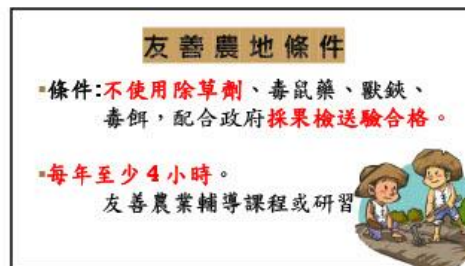 友善農地條件
▪條件:不使用除草劑、毒鼠藥、獸鋏、
毒餌，配合政府採果檢送驗合格。
▪每年至少4小時。
友善農業輔導課程或研習